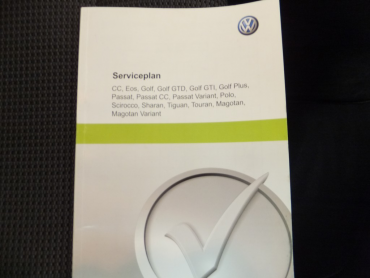 Serviceplan
CC, Eos, Golf, Golf GTD, Golf GTI, Golf Plus,
Passat, Passat CC, Passat Variant, Polo,
Scirocco, Sharan, Tiguan, Touran, Magotan,
Magotan Variant